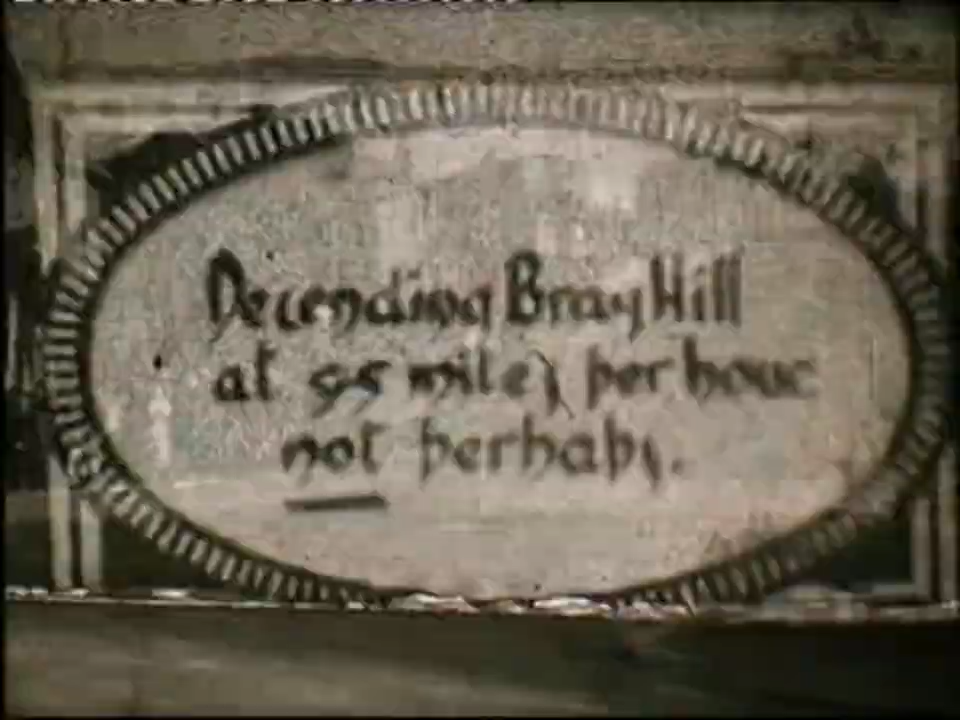 Decending Bray Hill
at 95 miles per hour
not perhaps.